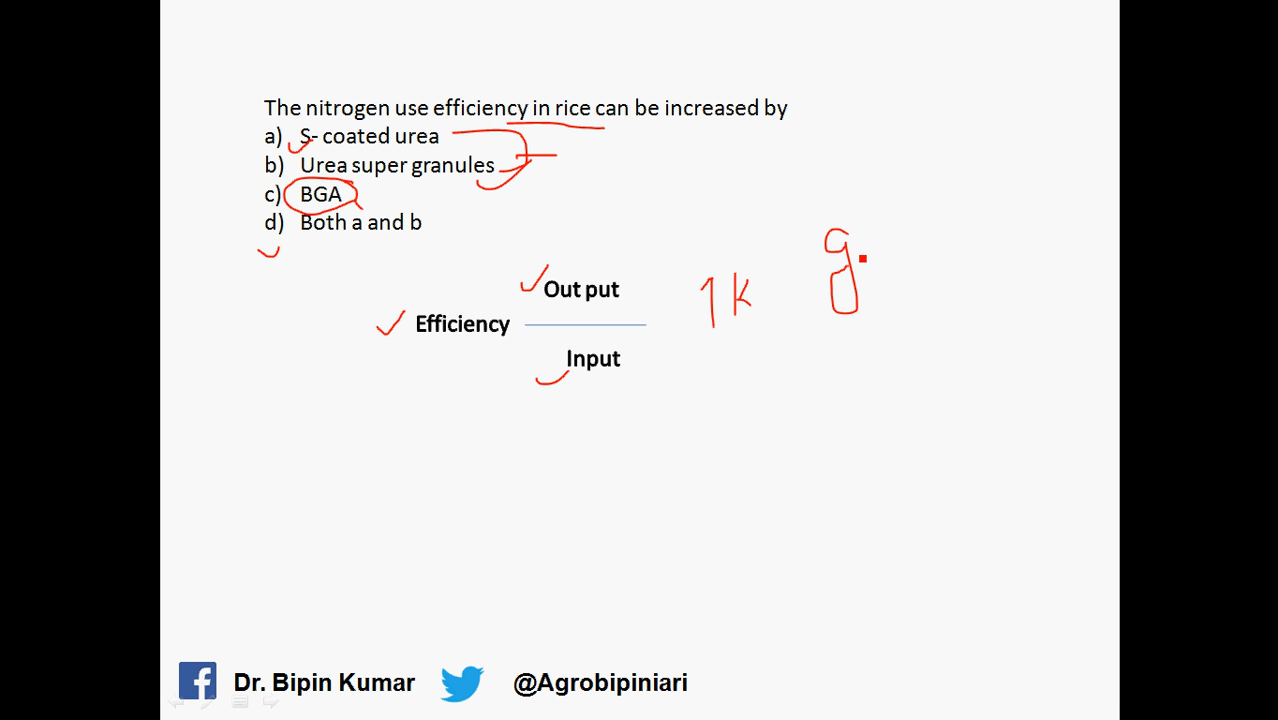 The nitrogen use efficiency in rice can be increased by
a) S- coated urea
b) Urea super granules
c) BGA
d) Both a and b
Out put
Efficiency
Input
1 k
g
Dr. Bipin Kumar @Agrobipiniari